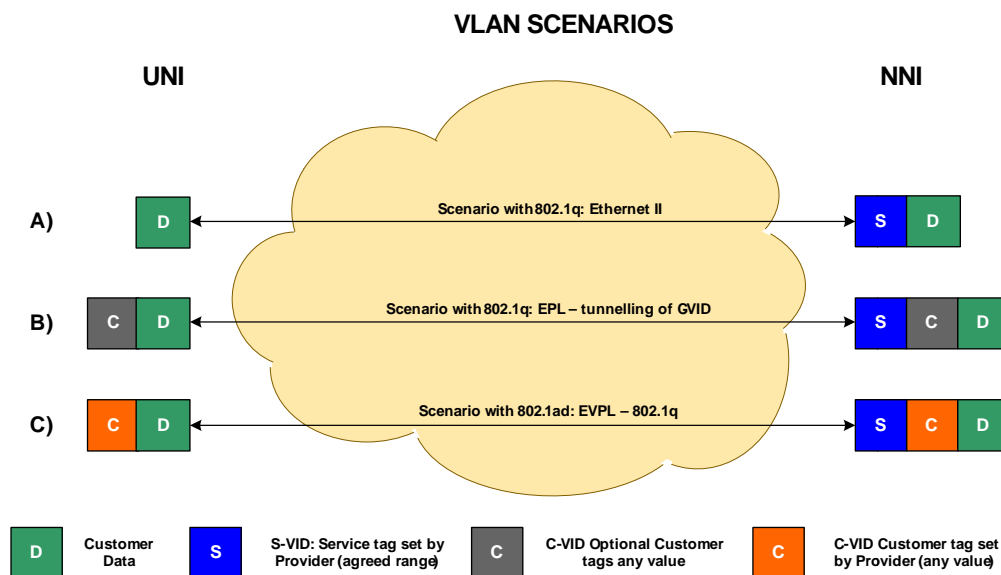 VLAN SCENARIOS
UNI
NNI
A)
D
Scenario with 802.1q: Ethernet II
S
D
B)
C
D
Scenario with 802.1q: EPL – tunnelling of GVID
S
C
D
C)
C
D
Scenario with 802.1ad: EVPL – 802.1q
S
C
D
D
Customer
Data
S
S-VID: Service tag set by
Provider (agreed range)
C
C-VID Optional Customer
tags any value
C
C-VID Customer tag set
by Provider (any value)